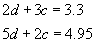 2d + 3c = 3.3
5d + 2c = 4.95